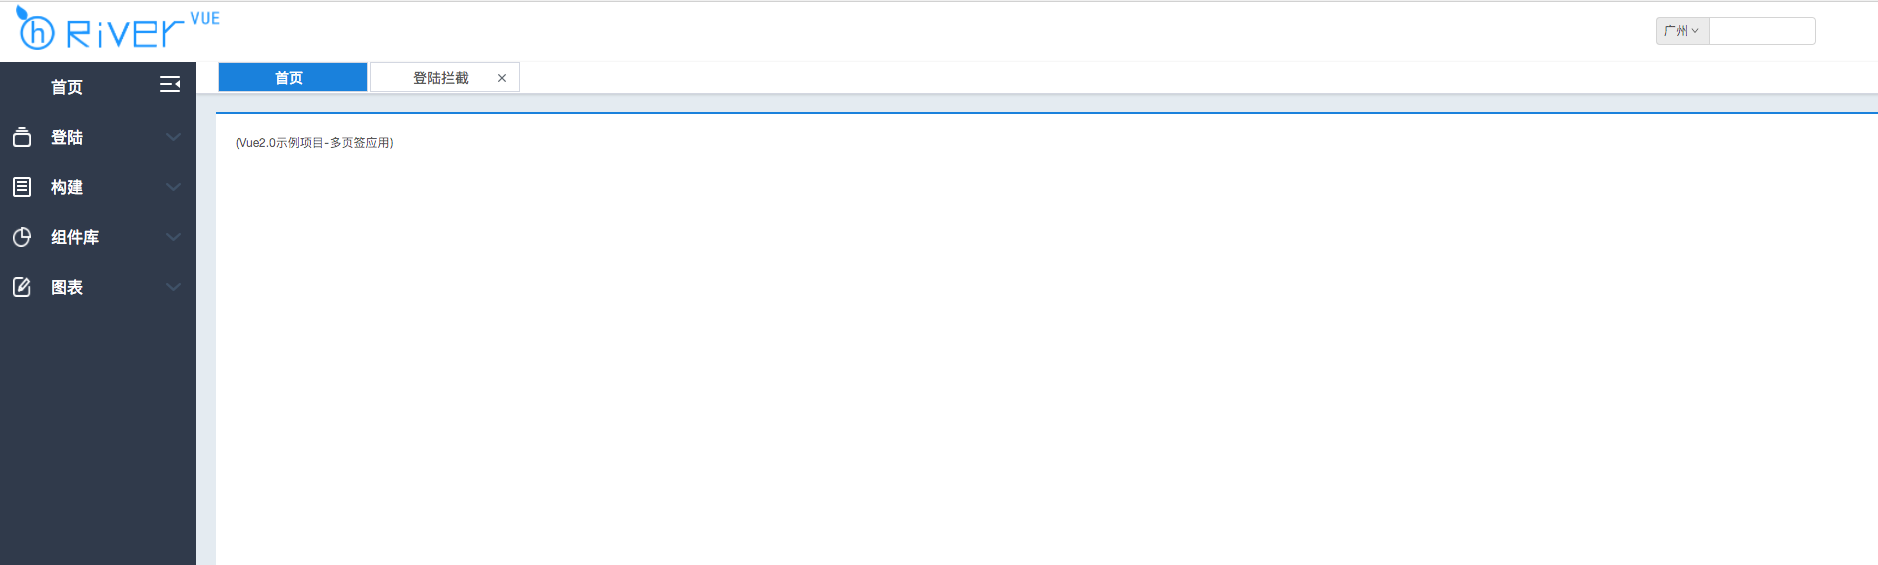 h River VUE
广州
首页
登陆
构建
组件库
图表
首页 登陆拦截
(Vue2.0示例项目-多页签应用)